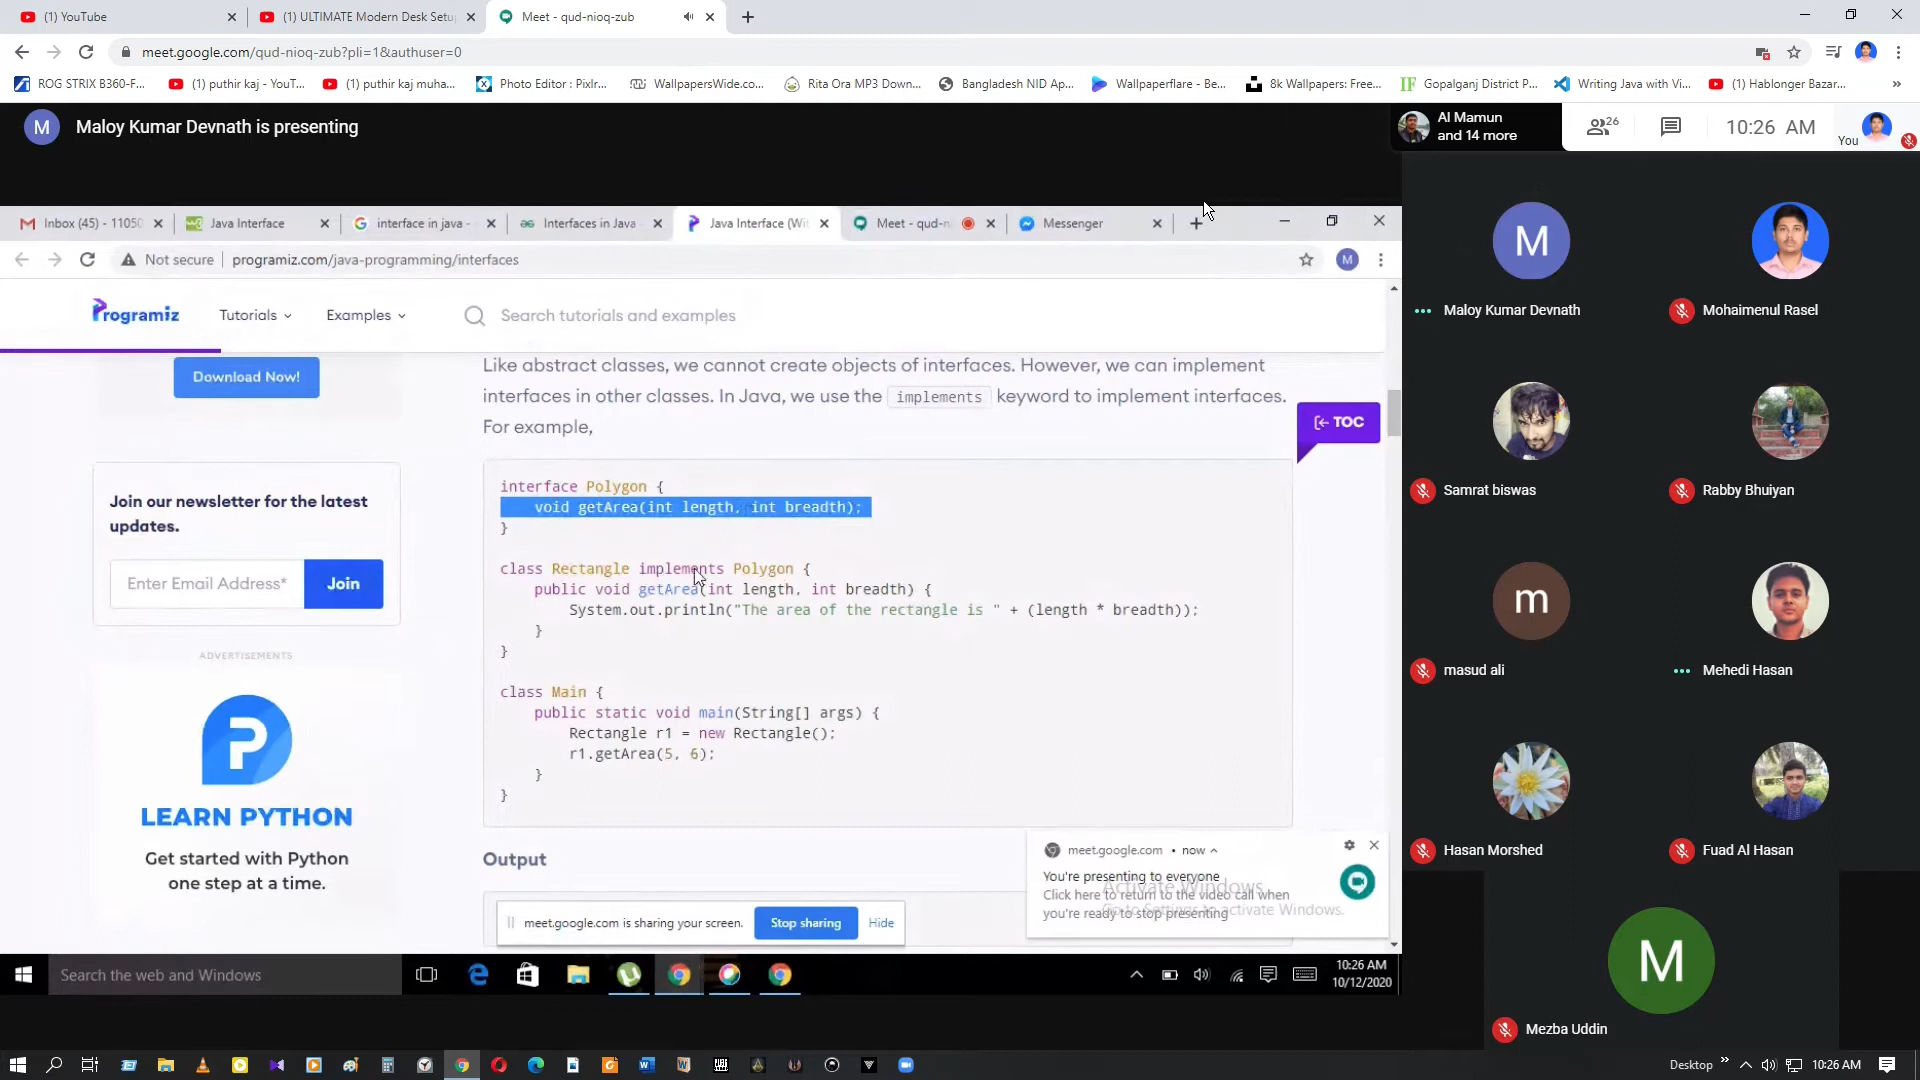 (1) YouTube
(1) ULTIMATE Modern Desk Setu
Meet - qud-nioq-zub
meet.google.com/qud-nioq-zub?pli=1&authuser=0
ROG STRIX B360-F...
(1) puthir kaj - YouT...
(1) puthir kaj muha...
Photo Editor : Pixlr...
WallpapersWide.co...
Rita Ora MP3 Down...
Bangladesh NID Ap...
Wallpaperflare - Be...
8k Wallpapers: Free...
Gopalganj District P...
Writing Java with Vi...
(1) Hablonger Bazar...
M
Maloy Kumar Devnath is presenting
Al Mamun
and 14 more
26
10:26 AM
You
Inbox (45) - 1105
Java Interface
interface in java -
Interfaces in Java
Java Interface (Wi
Meet - qud-n
Messenger
Not secure
programiz.com/java-programming/interfaces
M
Programiz
Tutorials
Examples
Search tutorials and examples
Download Now!
Like abstract classes, we cannot create objects of interfaces. However, we can implement
interfaces in other classes. In Java, we use the implements keyword to implement interfaces.
For example,
TOC
Join our newsletter for the latest
updates.
Enter Email Address*
Join
ADVERTISEMENTS
LEARN PYTHON
Get started with Python
one step at a time.
interface Polygon {
void getArea(int length, int breadth);
}
class Rectangle implements Polygon {
public void getArea(int length, int breadth) {
System.out.println("The area of the rectangle is " + (length * breadth));
}
}
class Main {
public static void main(String[] args) {
Rectangle r1 = new Rectangle();
r1.getArea(5, 6);
}
}
Output
meet.google.com • now
You're presenting to everyone
Click here to return to the video call when
you're ready to stop presenting
Activate Windows
Go to Settings to activate Windows.
meet.google.com is sharing your screen.
Stop sharing
Hide
Search the web and Windows
10:26 AM
10/12/2020
M
Maloy Kumar Devnath
Mohaimenul Rasel
Samrat biswas
Rabby Bhuiyan
m
masud ali
Mehedi Hasan
Hasan Morshed
Fuad Al Hasan
M
Mezba Uddin
Desktop
10:26 AM